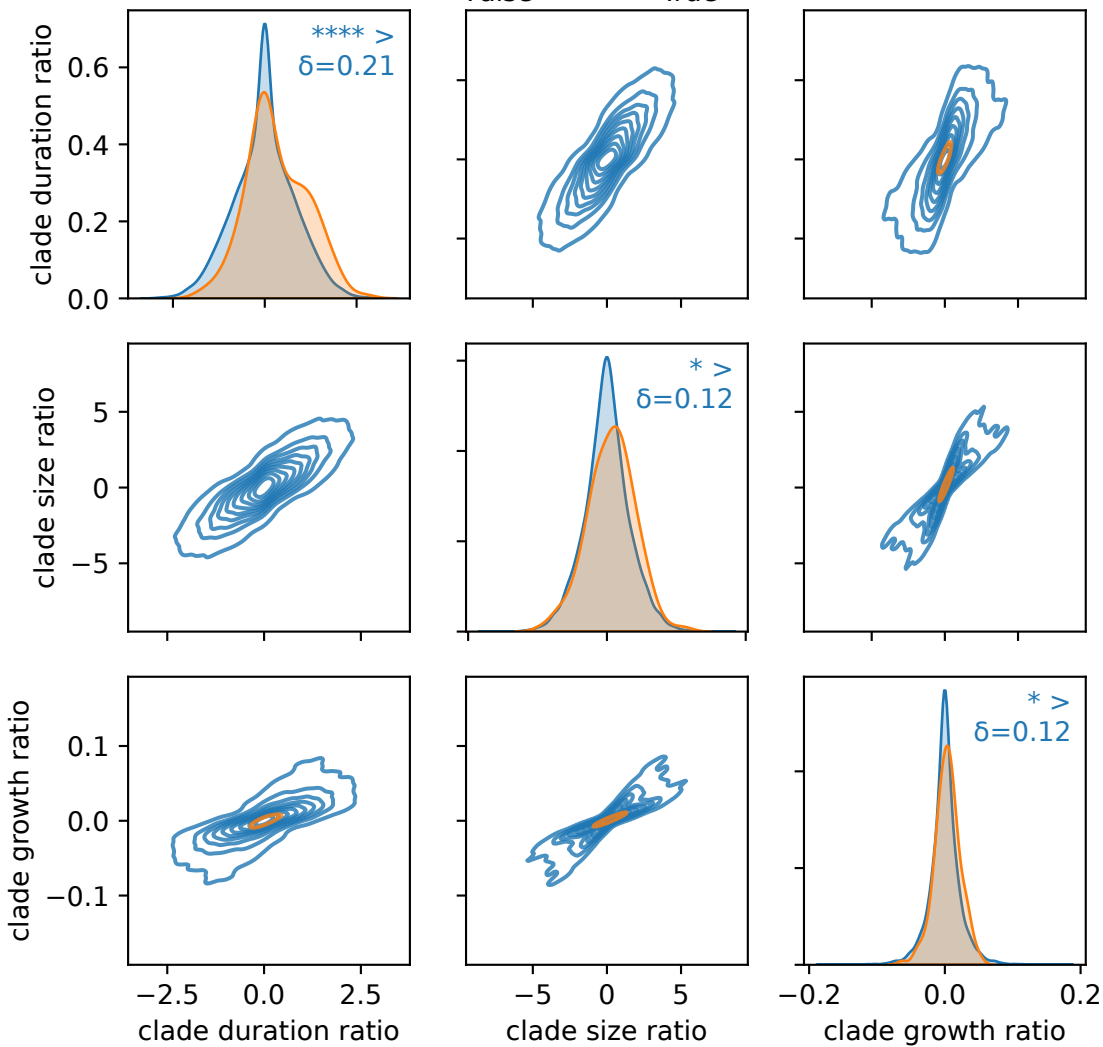 **** >
δ=0.21
clade duration ratio
0.6
0.4
0.2
0.0
* >
δ=0.12
clade size ratio
5
0
−5
* >
δ=0.12
clade growth ratio
0.1
0.0
−0.1
−2.5 0.0 2.5
clade duration ratio
−5 0 5
clade size ratio
−0.2 0.0 0.2
clade growth ratio